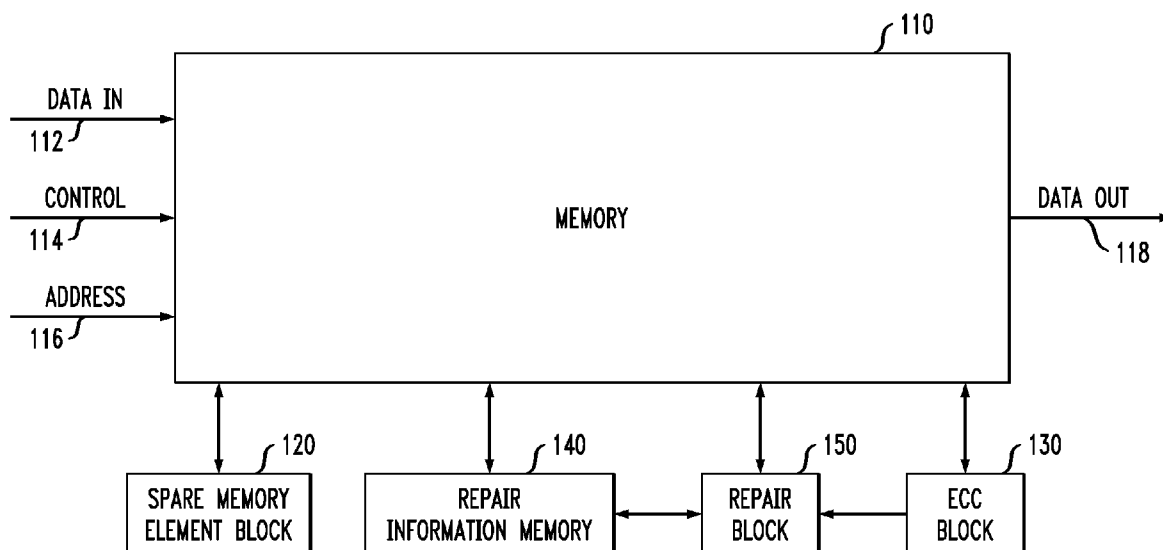 110
DATA IN
112
CONTROL
114
MEMORY
DATA OUT
118
ADDRESS
116
120
140
150
130
SPARE MEMORY
ELEMENT BLOCK
REPAIR
INFORMATION MEMORY
REPAIR
BLOCK
ECC
BLOCK